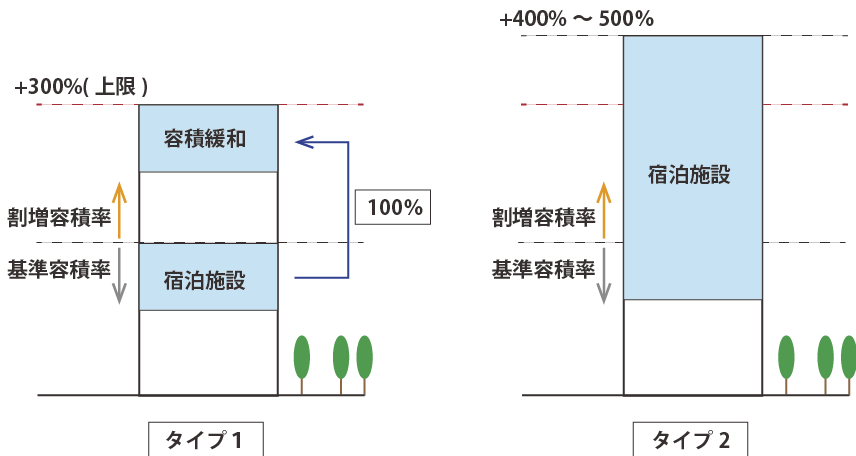 +300%( 上限 )
容積緩和
100%
割増容積率
基準容積率
宿泊施設
タイプ 1
+400% ～ 500%
宿泊施設
割増容積率
基準容積率
タイプ 2